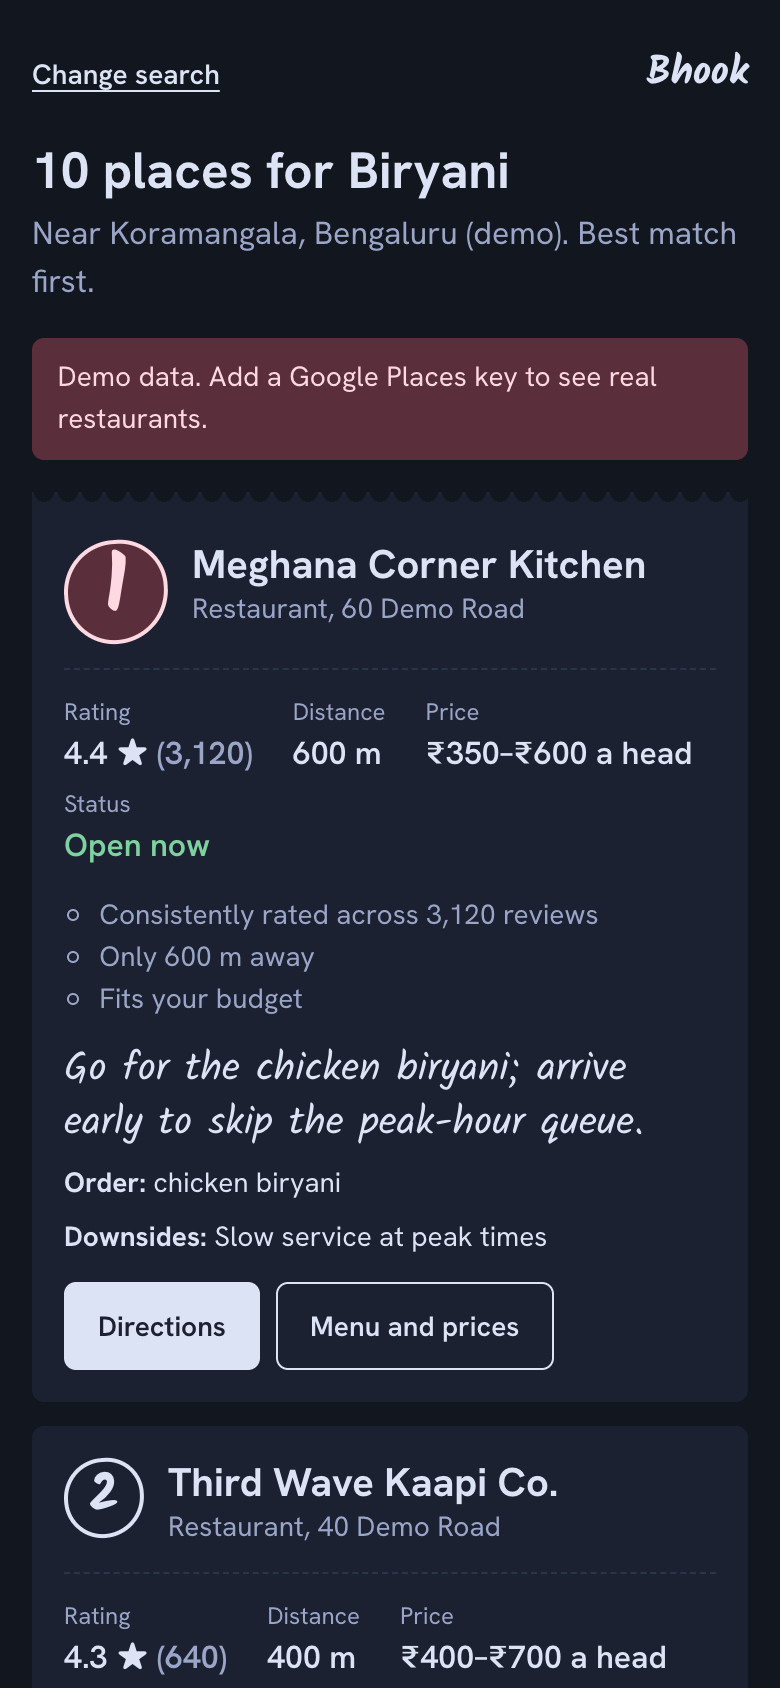 Change search
Bhook
10 places for Biryani
Near Koramangala, Bengaluru (demo). Best match
first.
Demo data. Add a Google Places key to see real
restaurants.
1
Meghana Corner Kitchen
Restaurant, 60 Demo Road
Rating Distance Price
4.4 ★ (3,120) 600 m ₹350–₹600 a head
Status
Open now
Consistently rated across 3,120 reviews
Only 600 m away
Fits your budget
Go for the chicken biryani; arrive
early to skip the peak-hour queue.
Order: chicken biryani
Downsides: Slow service at peak times
Directions
Menu and prices
2
Third Wave Kaapi Co.
Restaurant, 40 Demo Road
Rating Distance Price
4.3 ★ (640) 400 m ₹400–₹700 a head